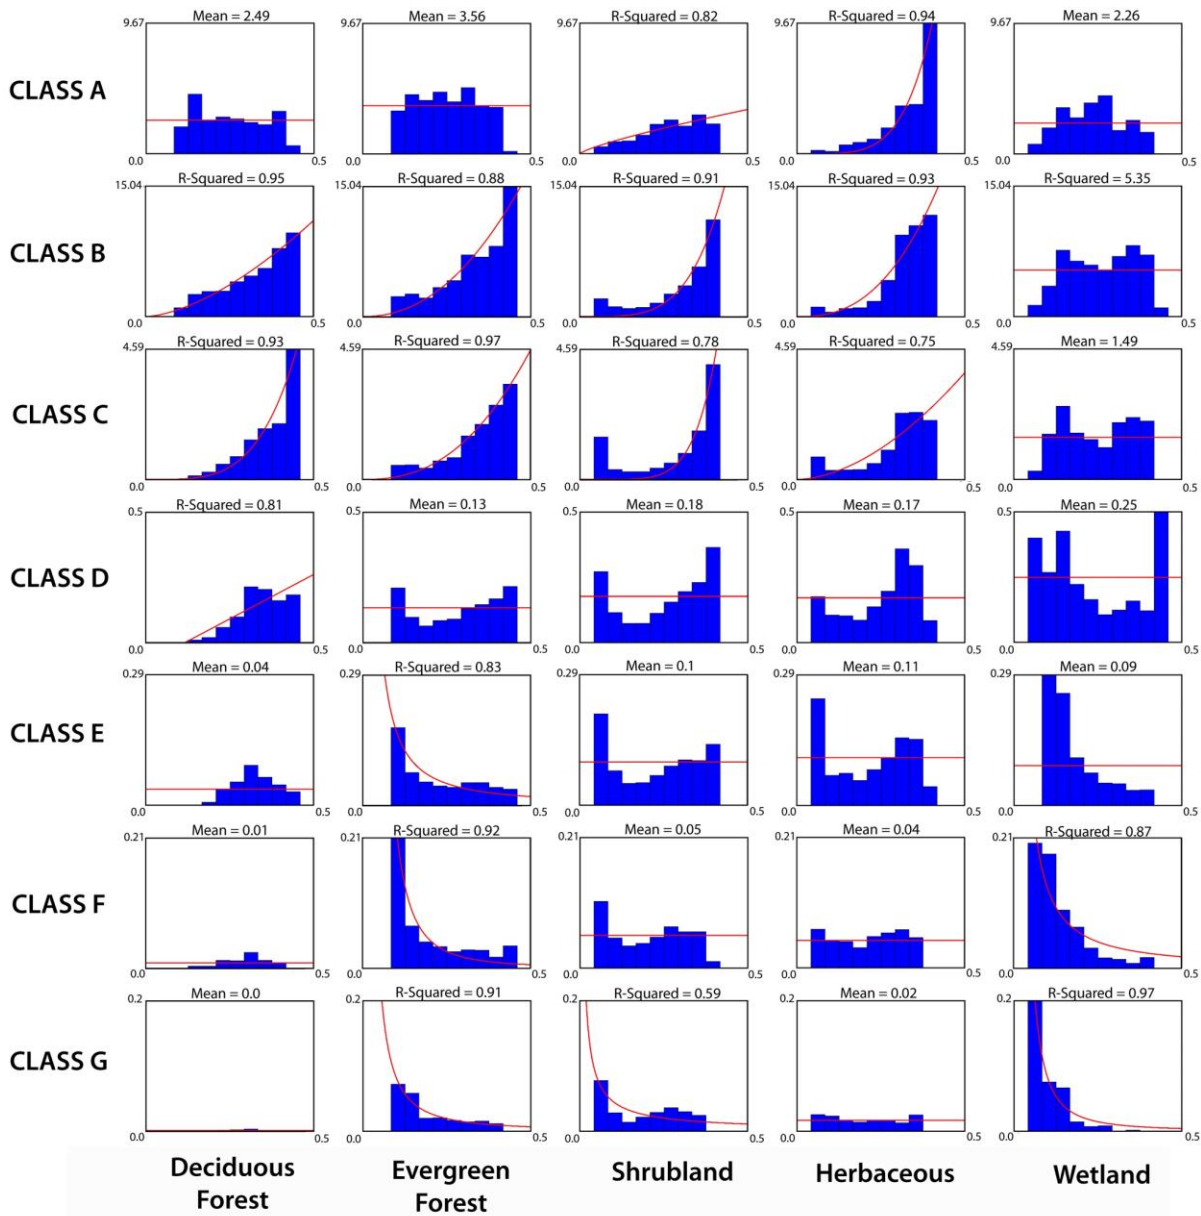 Mean = 2.49 Mean = 3.56 R-Squared = 0.82 R-Squared = 0.94 Mean = 2.26
9.67 9.67 9.67 9.67 9.67
CLASS A
0.0 0.5 0.0 0.5 0.0 0.5 0.0 0.5 0.0 0.5
R-Squared = 0.95 R-Squared = 0.88 R-Squared = 0.91 R-Squared = 0.93 R-Squared = 5.35
15.04 15.04 15.04 15.04 15.04
CLASS B
0.0 0.5 0.0 0.5 0.0 0.5 0.0 0.5 0.0 0.5
R-Squared = 0.93 R-Squared = 0.97 R-Squared = 0.78 R-Squared = 0.75 Mean = 1.49
4.59 4.59 4.59 4.59 4.59
CLASS C
0.0 0.5 0.0 0.5 0.0 0.5 0.0 0.5 0.0 0.5
R-Squared = 0.81 Mean = 0.13 Mean = 0.18 Mean = 0.17 Mean = 0.25
0.5 0.5 0.5 0.5 0.5
CLASS D
0.0 0.5 0.0 0.5 0.0 0.5 0.0 0.5 0.0 0.5
Mean = 0.04 R-Squared = 0.83 Mean = 0.1 Mean = 0.11 Mean = 0.09
0.29 0.29 0.29 0.29 0.29
CLASS E
0.0 0.5 0.0 0.5 0.0 0.5 0.0 0.5 0.0 0.5
Mean = 0.01 R-Squared = 0.92 Mean = 0.05 Mean = 0.04 R-Squared = 0.87
0.21 0.21 0.21 0.21 0.21
CLASS F
0.0 0.5 0.0 0.5 0.0 0.5 0.0 0.5 0.0 0.5
Mean = 0.0 R-Squared = 0.91 R-Squared = 0.59 Mean = 0.02 R-Squared = 0.97
0.2 0.2 0.2 0.2 0.2
CLASS G
0.0 0.5 0.0 0.5 0.0 0.5 0.0 0.5 0.0 0.5
Deciduous Evergreen Shrubland Herbaceous Wetland
Forest Forest